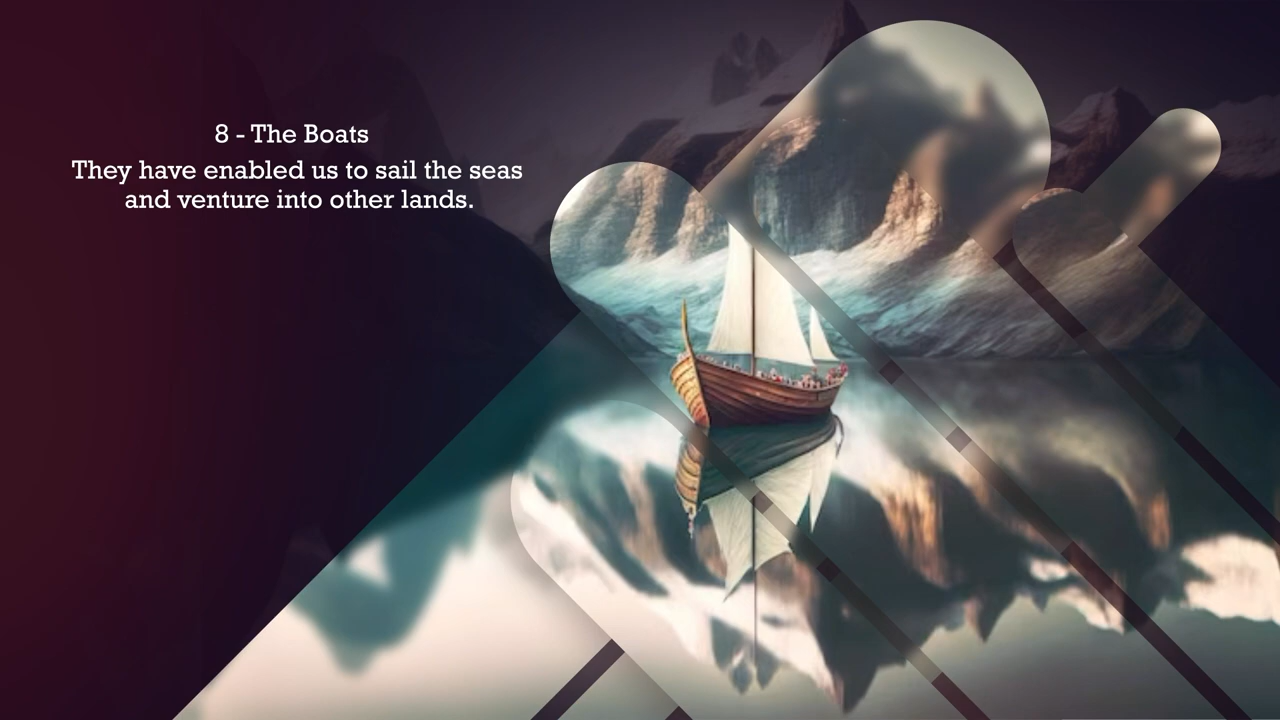 8 - The Boats
They have enabled us to sail the seas
and venture into other lands.